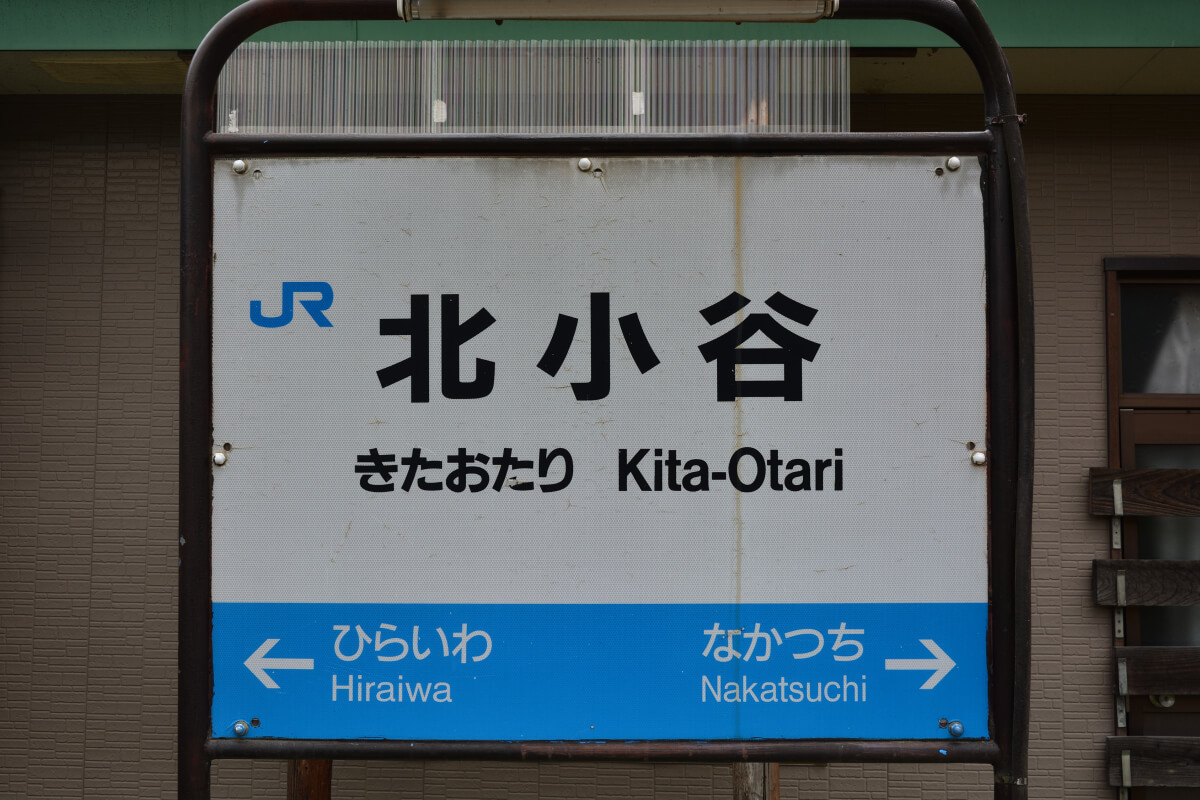 JR 北小谷
きたおたり Kita-Otari
← ひらいわ なかつち →
Hiraiwa Nakatsuchi